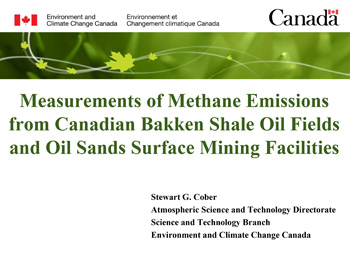 Environment and
Climate Change Canada
Environnement et
Changement climatique Canada
Canada
Measurements of Methane Emissions
from Canadian Bakken Shale Oil Fields
and Oil Sands Surface Mining Facilities
Stewart G. Cober
Atmospheric Science and Technology Directorate
Science and Technology Branch
Environment and Climate Change Canada